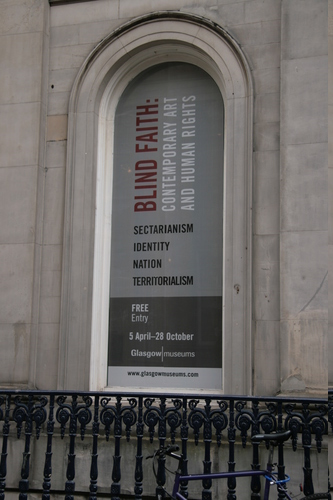 BLIND FAITH:
CONTEMPORARY ART
AND HUMAN RIGHTS
SECTARIANISM
IDENTITY
NATION
TERRITORIALISM
FREE
Entry
5 April–28 October
Glasgow|museums
www.glasgowmuseums.com